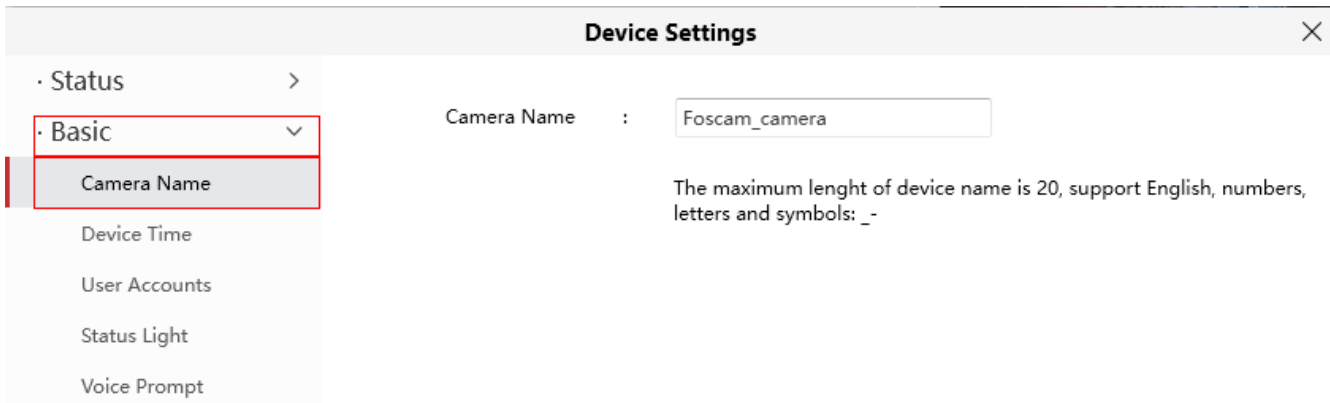 Device Settings
· Status
· Basic
Camera Name
Device Time
User Accounts
Status Light
Voice Prompt
Camera Name : Foscam_camera
The maximum lenght of device name is 20, support English, numbers,
letters and symbols: _-